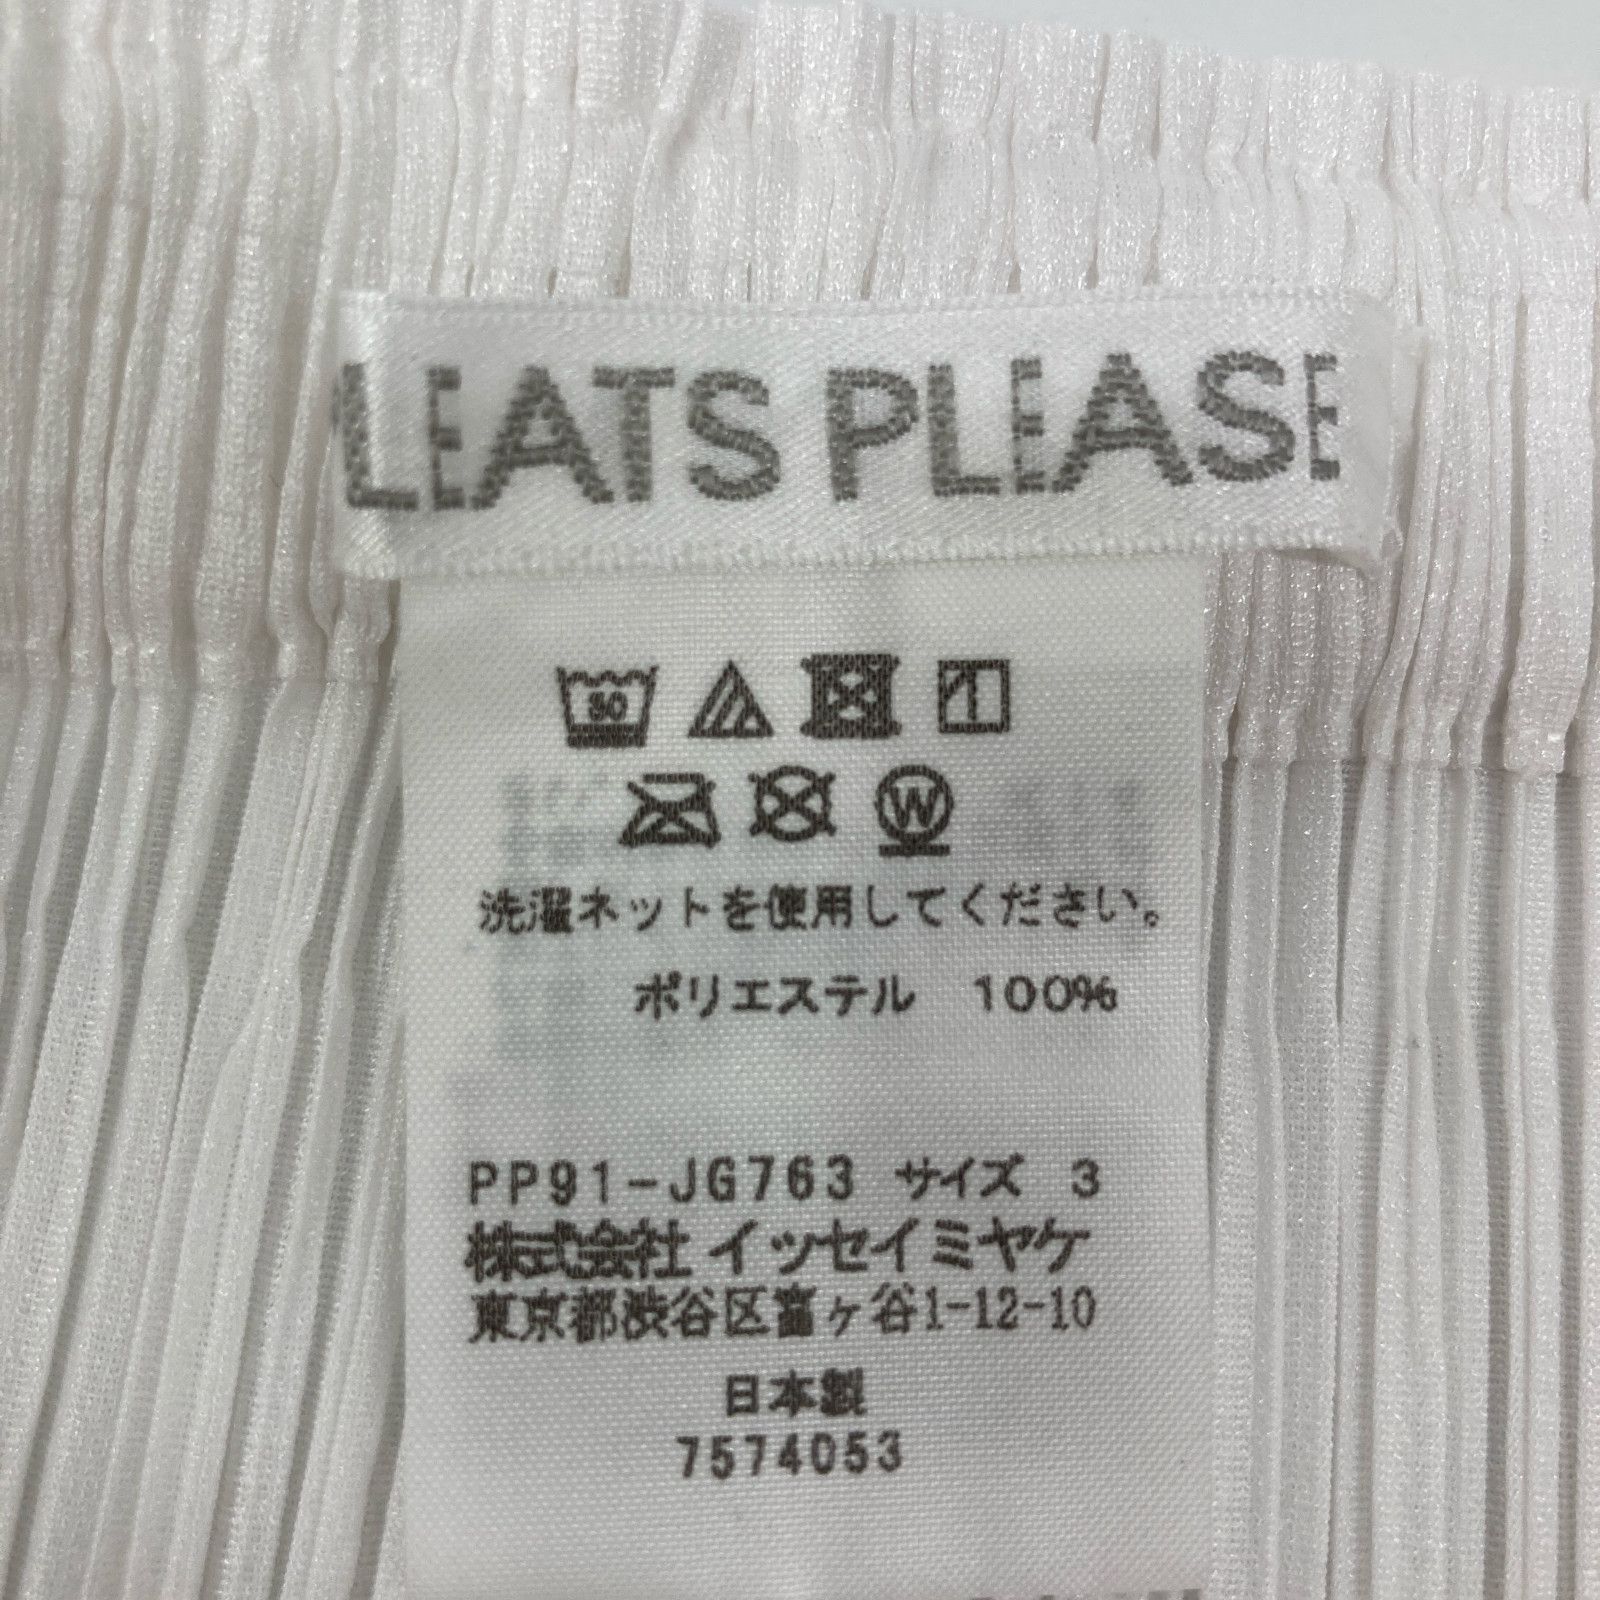 LEATS PLEASE
30
W
洗濯ネットを使用してください。
ポリエステル 100%
PP91-JG763 サイズ 3
株式会社 イッセイミヤケ
東京都渋谷区富ヶ谷1-12-10
日本製
7574053